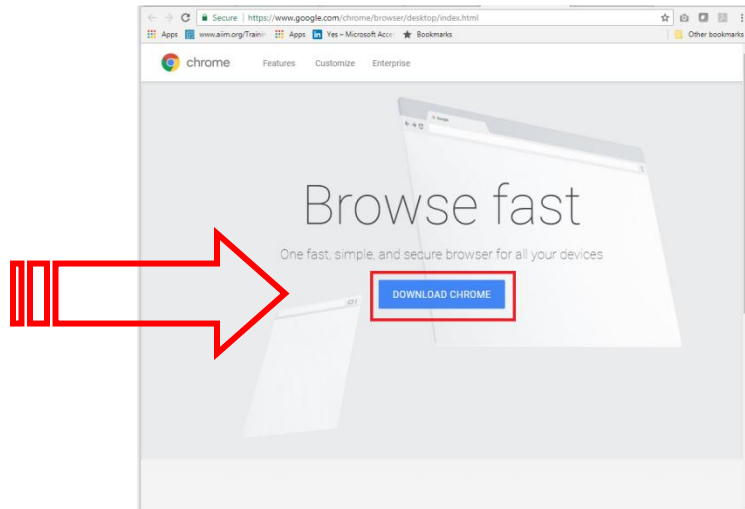 Secure | https://www.google.com/chrome/browser/desktop/index.html
Apps www.aiim.org/Trainin Apps Yes – Microsoft Acce Bookmarks Other bookmarks
chrome Features Customize Enterprise
Google
Browse fast
One fast, simple, and secure browser for all your devices
DOWNLOAD CHROME